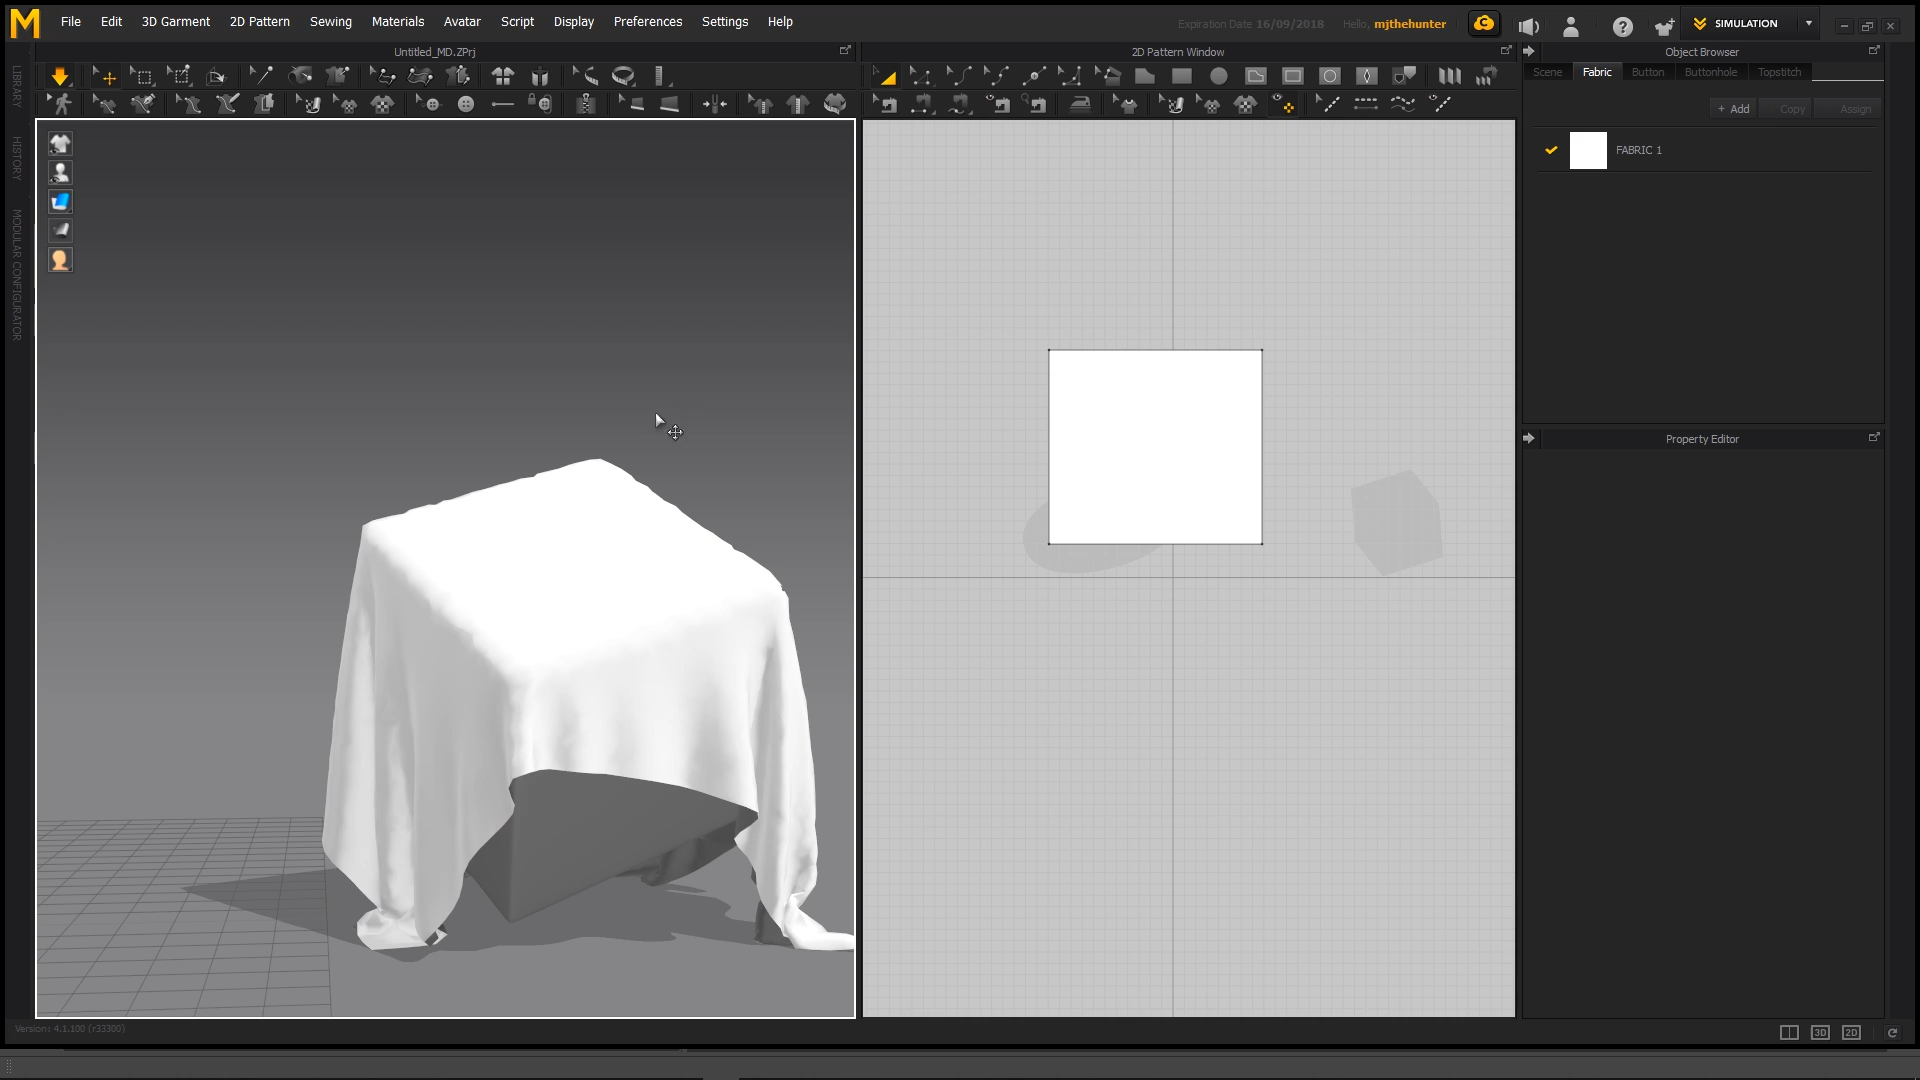 File Edit 3D Garment 2D Pattern Sewing Materials Avatar Script Display Preferences Settings Help
Expiration Date 16/09/2018 Hello, mjthehunter
SIMULATION
Untitled_MD.ZPrj
2D Pattern Window
Object Browser
Scene Fabric Button Buttonhole Topstitch
+ Add Copy Assign
FABRIC 1
LIBRARY
HISTORY
MODULAR CONFIGURATOR
Property Editor
Version: 4.1.100 (r33300)
3D 2D